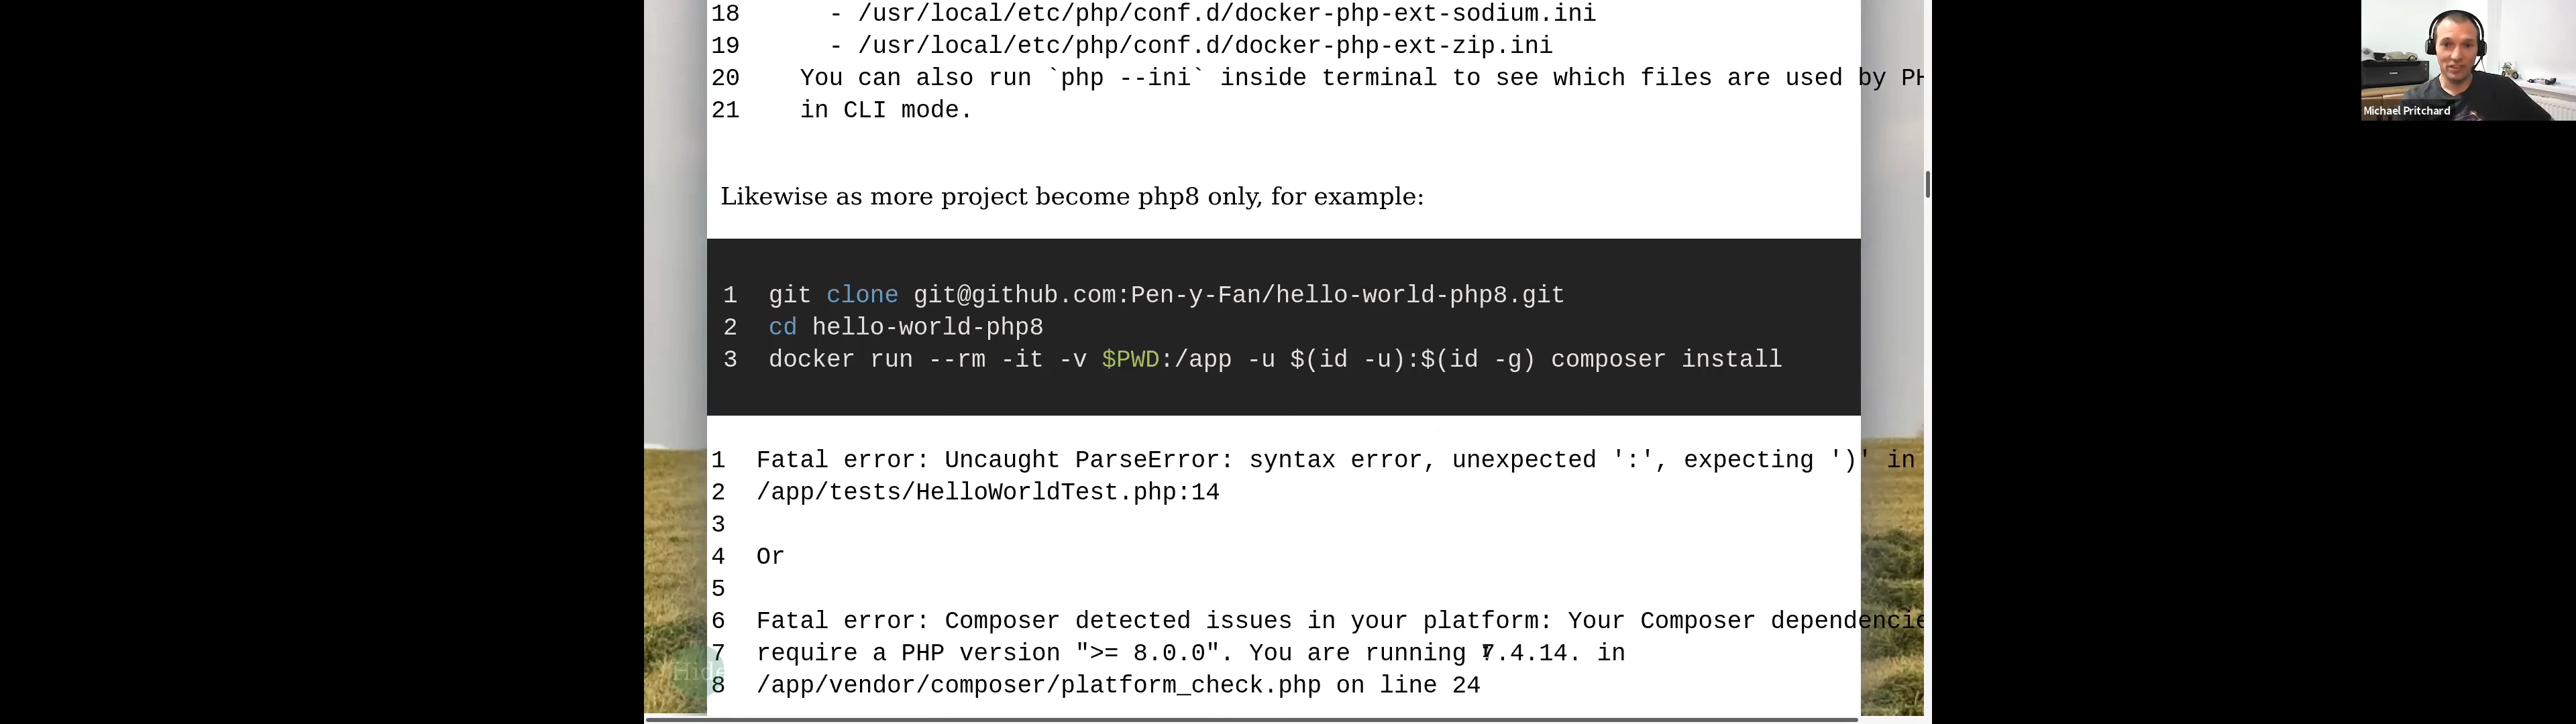 18 - /usr/local/etc/php/conf.d/docker-php-ext-sodium.ini
19 - /usr/local/etc/php/conf.d/docker-php-ext-zip.ini
20 You can also run `php --ini` inside terminal to see which files are used by PH
21 in CLI mode.
Likewise as more project become php8 only, for example:
1 git clone git@github.com:Pen-y-Fan/hello-world-php8.git
2 cd hello-world-php8
3 docker run --rm -it -v $PWD:/app -u $(id -u):$(id -g) composer install
1 Fatal error: Uncaught ParseError: syntax error, unexpected ':', expecting ')' in
2 /app/tests/HelloWorldTest.php:14
3
4 Or
5
6 Fatal error: Composer detected issues in your platform: Your Composer dependencie
7 require a PHP version ">= 8.0.0". You are running 7.4.14. in
8 /app/vendor/composer/platform_check.php on line 24
Hide
Michael Pritchard